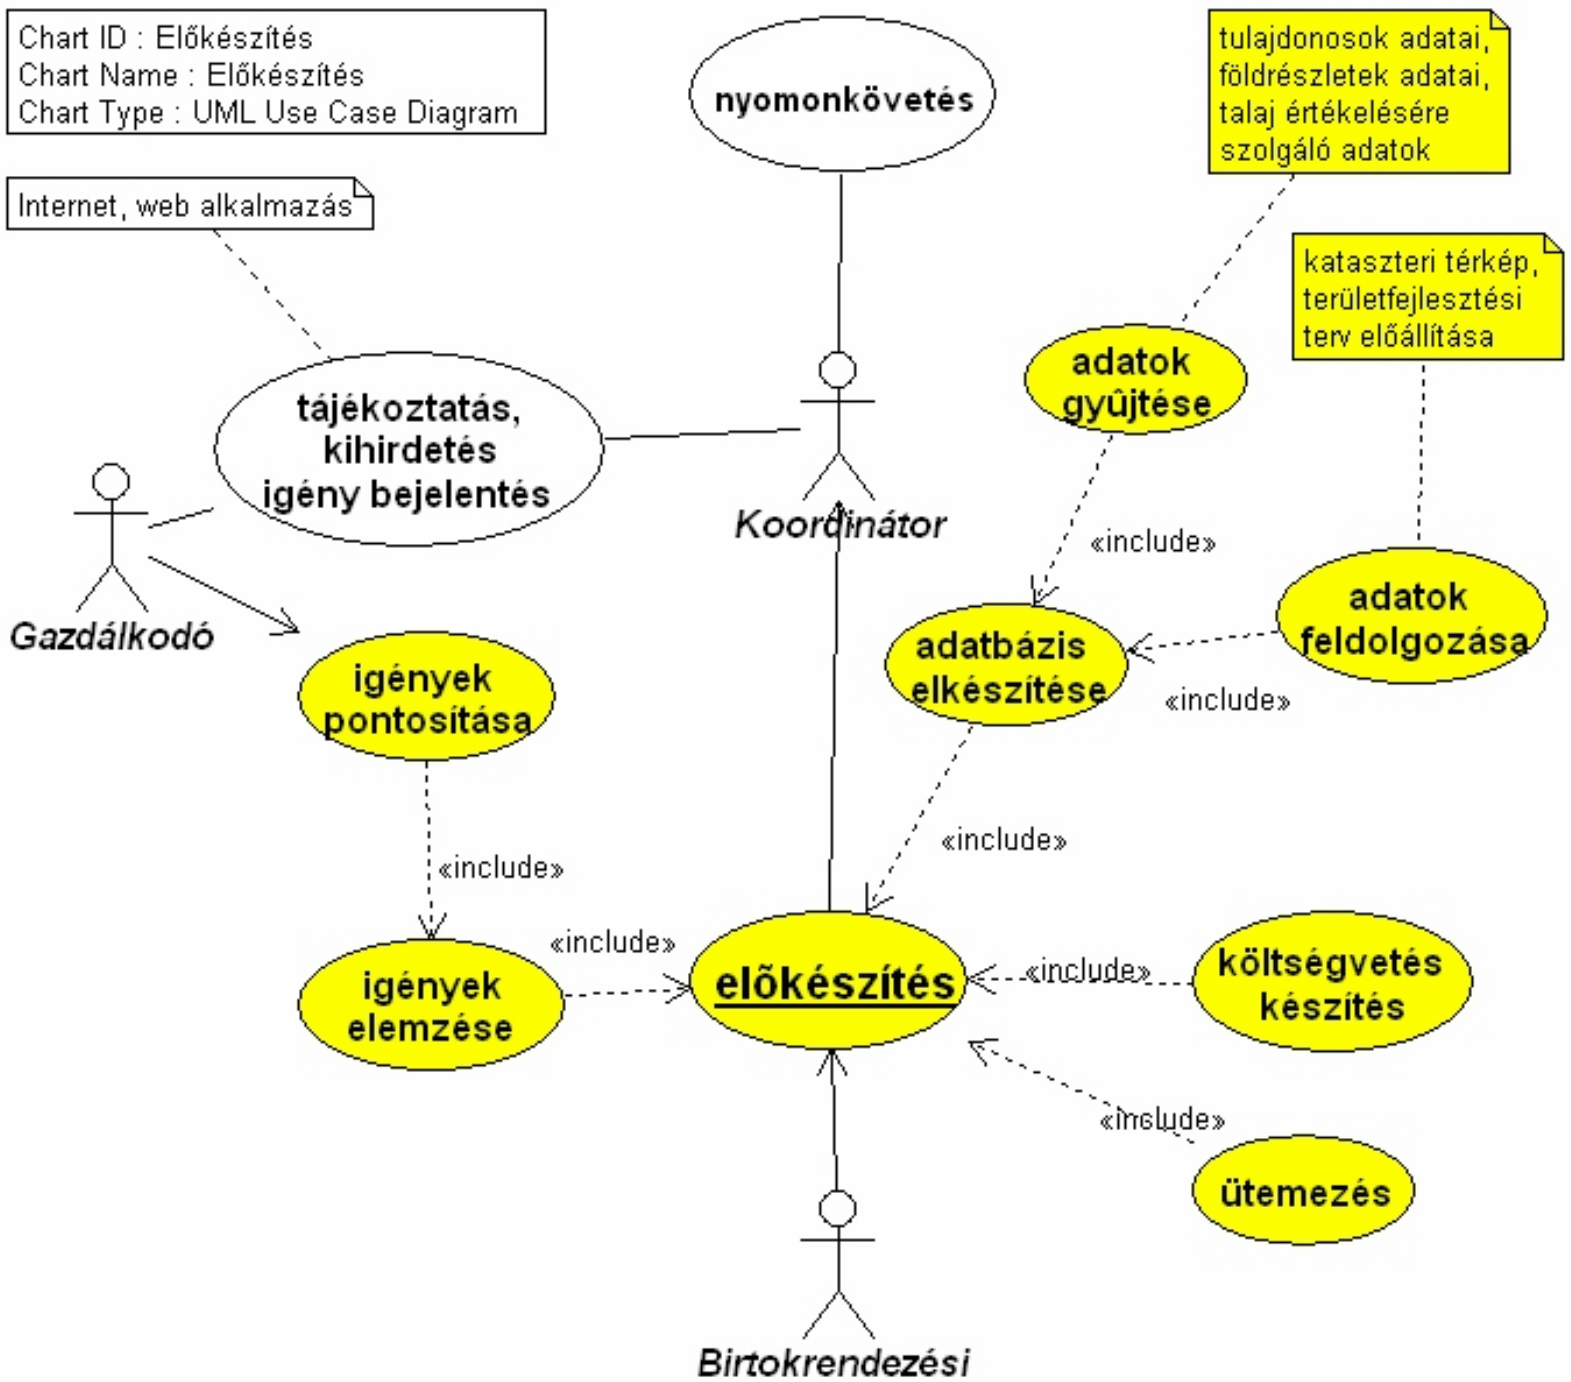 Chart ID : Előkészítés
Chart Name : Előkészítés
Chart Type : UML Use Case Diagram
nyomonkövetés
tulajdonosok adatai,
földrészletek adatai,
talaj értékelésére
szolgáló adatok
Internet, web alkalmazás
kataszteri térkép,
területfejlesztési
terv előállítása
adatok
gyûjtése
tájékoztatás,
kihirdetés
igény bejelentés
Koordinátor
«include»
Gazdálkodó
adatok
feldolgozása
adatbázis
elkészítése
«include»
igények
pontosítása
«include»
«include»
«include»
elõkészítés
«include»
költségvetés
készítés
igények
elemzése
«include»
ütemezés
Birtokrendezési